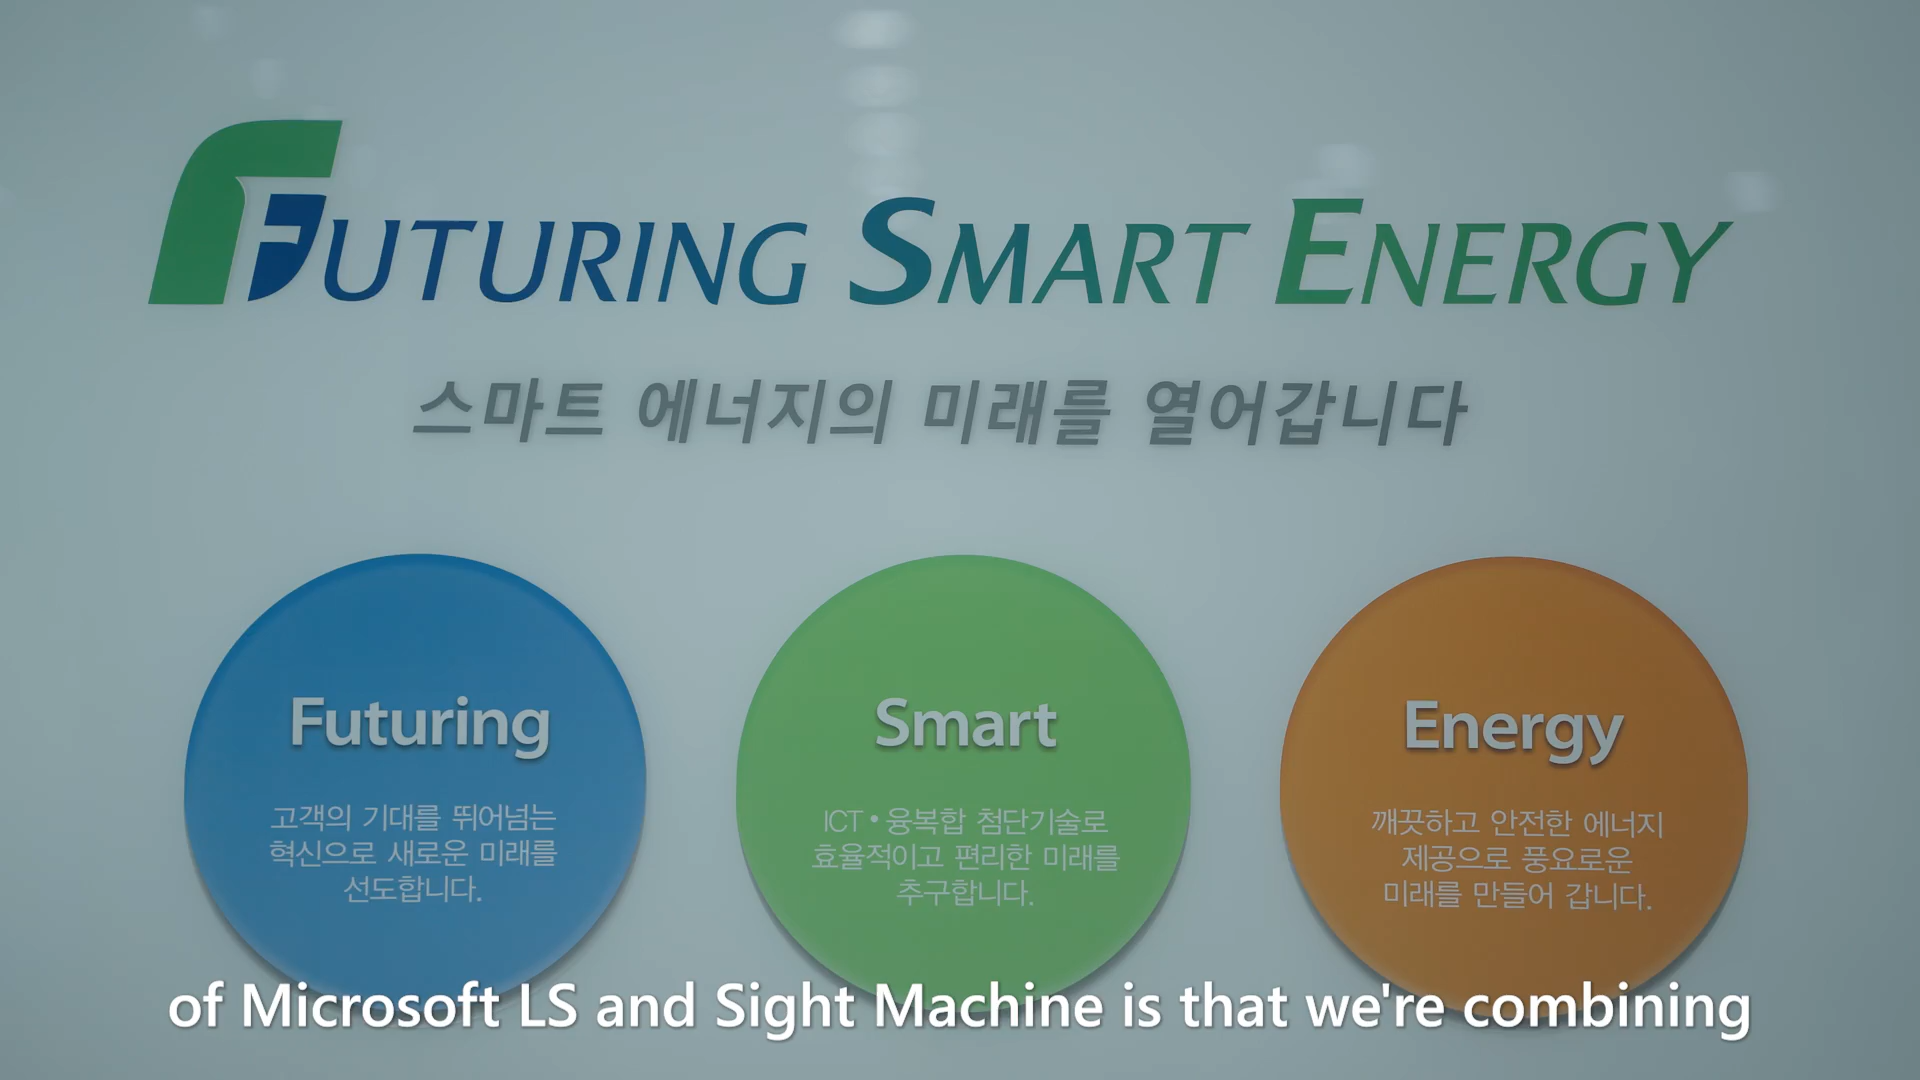 FUTURING SMART ENERGY
스마트 에너지의 미래를 열어갑니다
Futuring
고객의 기대를 뛰어넘는
혁신으로 새로운 미래를
선도합니다.
Smart
ICT•융복합 첨단기술로
효율적이고 편리한 미래를
추구합니다.
Energy
깨끗하고 안전한 에너지
제공으로 풍요로운
미래를 만들어 갑니다.
of Microsoft LS and Sight Machine is that we're combining